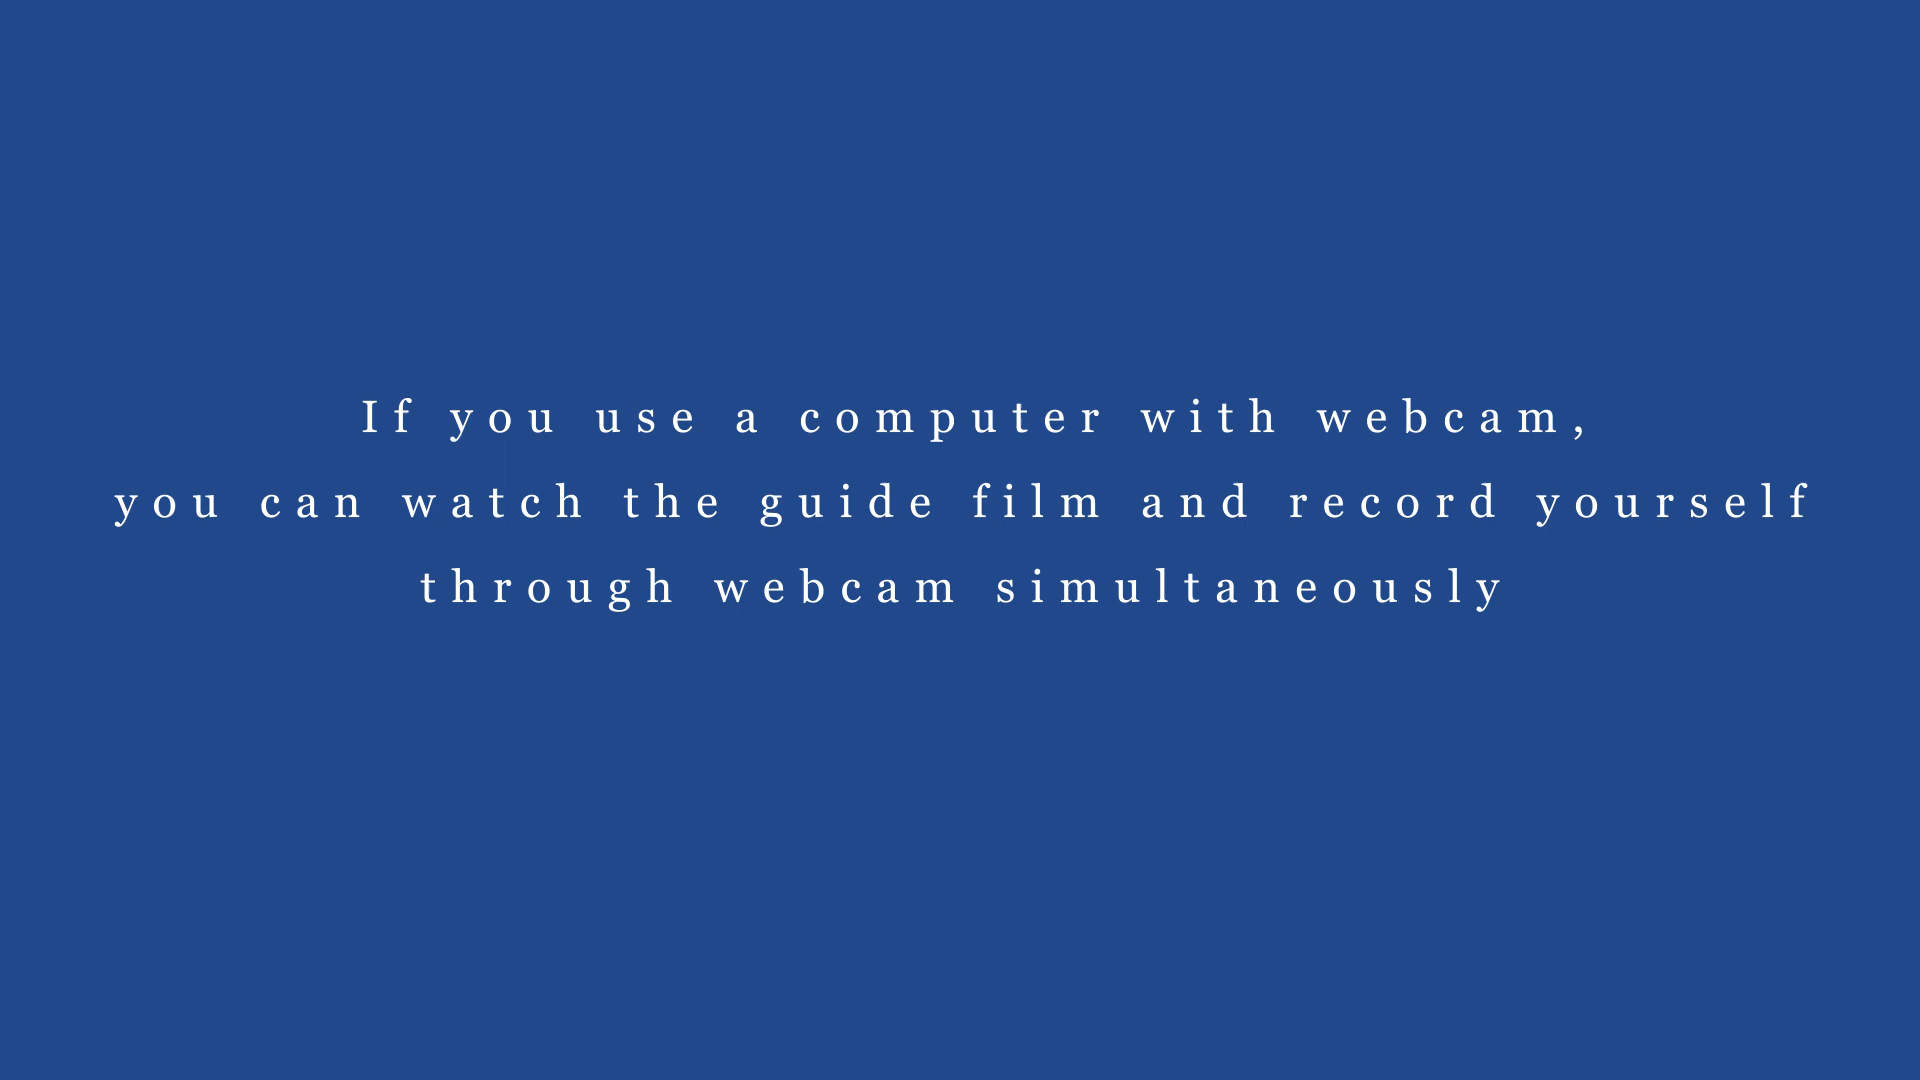 If you use a computer with webcam,
you can watch the guide film and record yourself
through webcam simultaneously